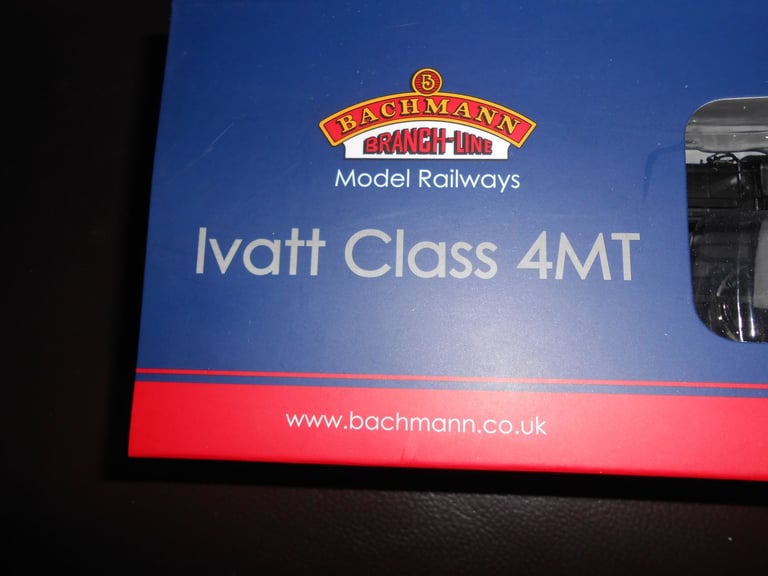 B
BACHMANN
BRANCH-LINE
Model Railways
Ivatt Class 4MT
www.bachmann.co.uk